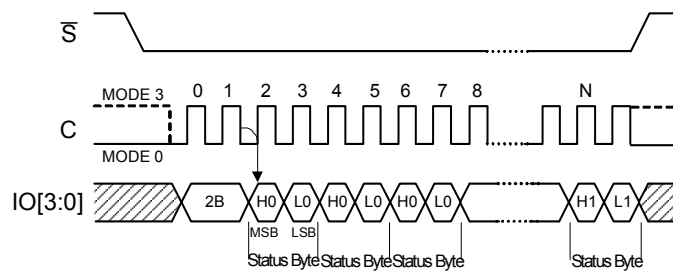 S
MODE 3 0 1 2 3 4 5 6 7 8 N
C
MODE 0
IO[3:0] 2B H0 L0 H0 L0 H0 L0 H1 L1
MSB LSB
Status Byte Status Byte Status Byte Status Byte